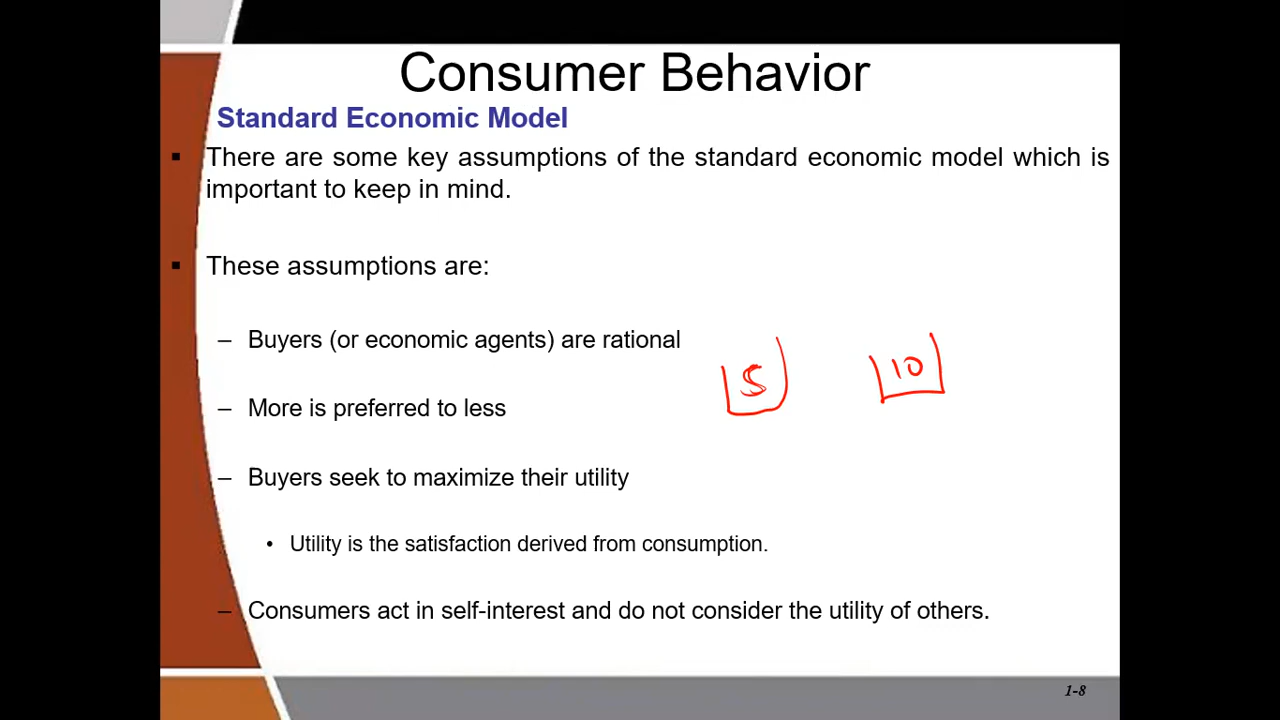 Consumer Behavior
Standard Economic Model
▪ There are some key assumptions of the standard economic model which is
important to keep in mind.
▪ These assumptions are:
– Buyers (or economic agents) are rational
5 10
– More is preferred to less
– Buyers seek to maximize their utility
• Utility is the satisfaction derived from consumption.
– Consumers act in self-interest and do not consider the utility of others.
1-8